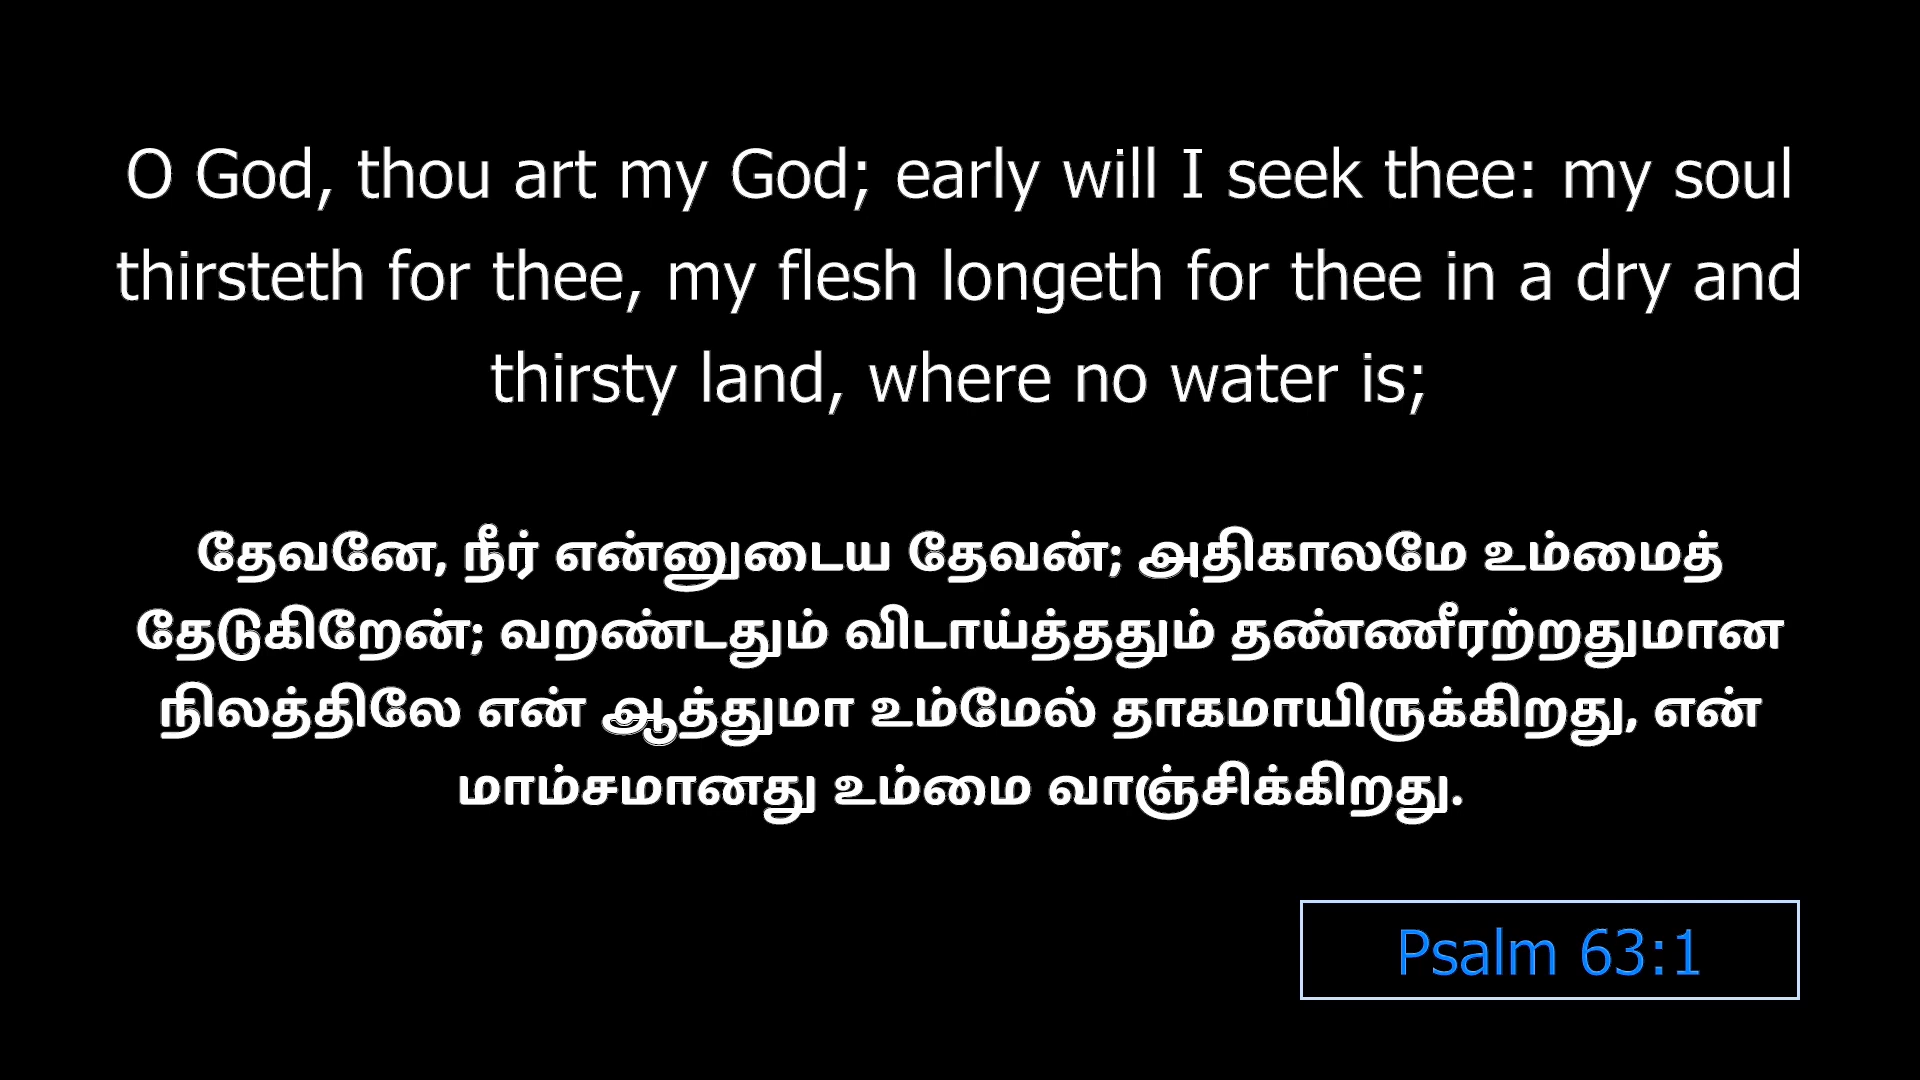 O God, thou art my God; early will I seek thee: my soul
thirsteth for thee, my flesh longeth for thee in a dry and
thirsty land, where no water is;
தேவனே, நீர் என்னுடைய தேவன்; அதிகாலமே உம்மைத்
தேடுகிறேன்; வறண்டதும் விடாய்த்ததும் தண்ணீரற்றதுமான
நிலத்திலே என் ஆத்துமா உம்மேல் தாகமாயிருக்கிறது, என்
மாம்சமானது உம்மை வாஞ்சிக்கிறது.
Psalm 63:1